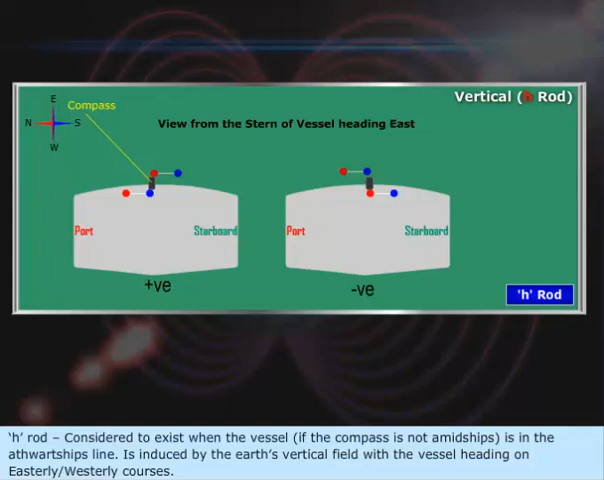 Vertical (h Rod)
E
Compass
N S
W
View from the Stern of Vessel heading East
Port Starboard
Port Starboard
+ve
-ve
'h' Rod
'h' rod – Considered to exist when the vessel (if the compass is not amidships) is in the
athwartships line. Is induced by the earth's vertical field with the vessel heading on
Easterly/Westerly courses.